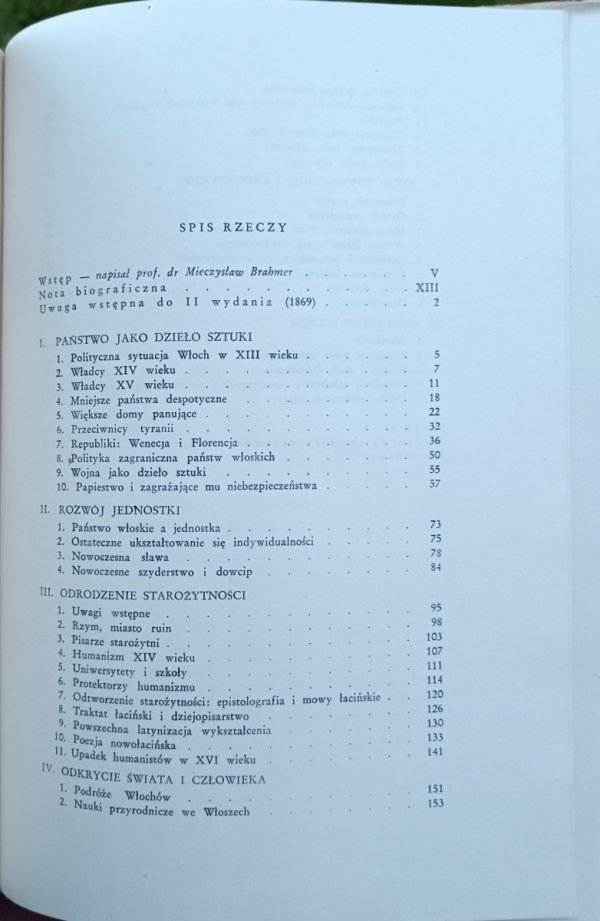 SPIS RZECZY
Wstęp — napisał prof. dr Mieczysław Brahmer . . . . . . V
Nota biograficzna . . . . . . . . . . . XIII
Uwaga wstępna do II wydania (1869) . . . . . 2
I. PAŃSTWO JAKO DZIEŁO SZTUKI
1. Polityczna sytuacja Włoch w XIII wieku . . . . . . 5
2. Władcy XIV wieku . . . . . . . . . . . 7
3. Władcy XV wieku . . . . . . . . . . . 11
4. Mniejsze państwa despotyczne . . . . . . . . 18
5. Większe domy panujące . . . . . . . . . . 22
6. Przeciwnicy tyranii . . . . . . . . . . . 32
7. Republiki: Wenecja i Florencja . . . . . . . . 36
8. Polityka zagraniczna państw włoskich . . . . . . 50
9. Wojna jako dzieło sztuki . . . . . . . . . 55
10. Papiestwo i zagrażające mu niebezpieczeństwa . . . . 57
II. ROZWÓJ JEDNOSTKI
1. Państwo włoskie a jednostka . . . . . . . . . 73
2. Ostateczne ukształtowanie się indywidualności . . . . 75
3. Nowoczesna sława . . . . . . . . . . . 78
4. Nowoczesne szyderstwo i dowcip . . . . . . . 84
III. ODRODZENIE STAROŻYTNOŚCI
1. Uwagi wstępne . . . . . . . . . . . . 95
2. Rzym, miasto ruin . . . . . . . . . . . 98
3. Pisarze starożytni . . . . . . . . . . . . 103
4. Humanizm XIV wieku . . . . . . . . . . 107
5. Uniwersytety i szkoły . . . . . . . . . . 111
6. Protektorzy humanizmu . . . . . . . . . . 114
7. Odtworzenie starożytności: epistolografia i mowy łacińskie . . 120
8. Traktat łaciński i dziejopisarstwo . . . . . . . 126
9. Powszechna latynizacja wykształcenia . . . . . . 130
10. Poezja nowołacińska . . . . . . . . . . . 133
11. Upadek humanistów w XVI wieku . . . . . . . 141
IV. ODKRYCIE ŚWIATA I CZŁOWIEKA
1. Podróże Włochów . . . . . . . . . . . 151
2. Nauki przyrodnicze we Włoszech . . . . . . . 153